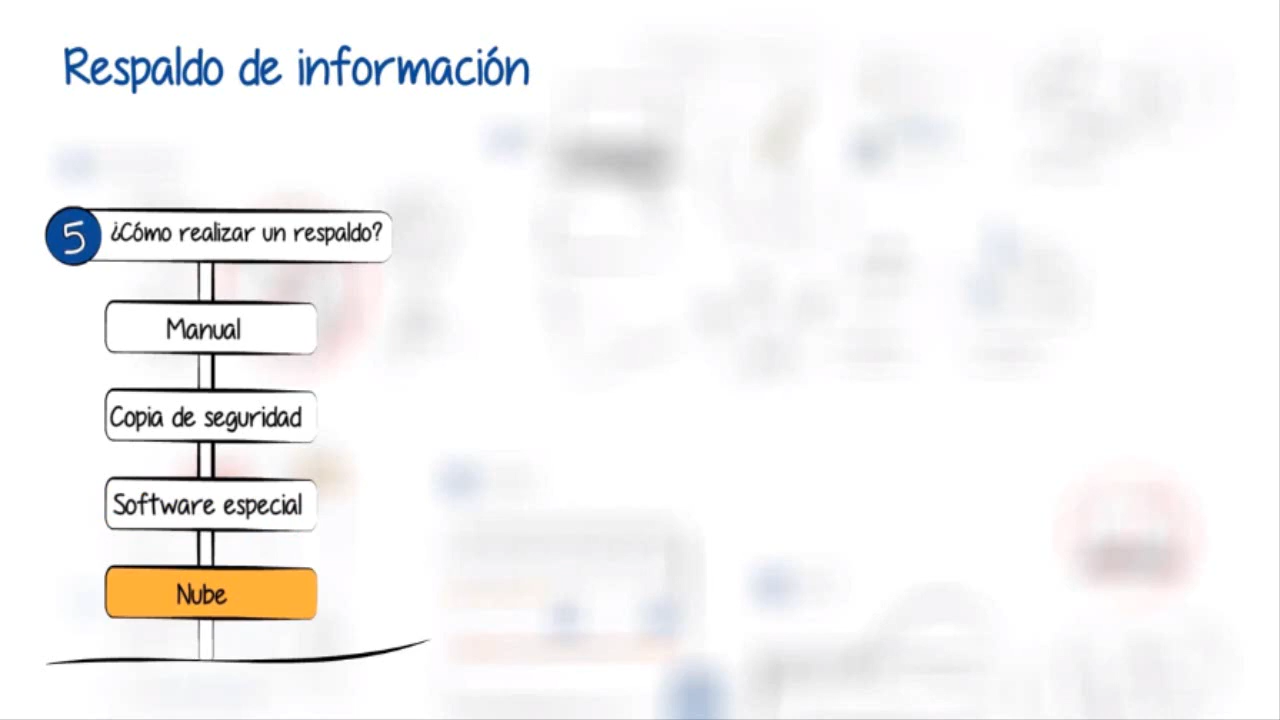 Respaldo de información
5 ¿Cómo realizar un respaldo?
Manual
Copia de seguridad
Software especial
Nube